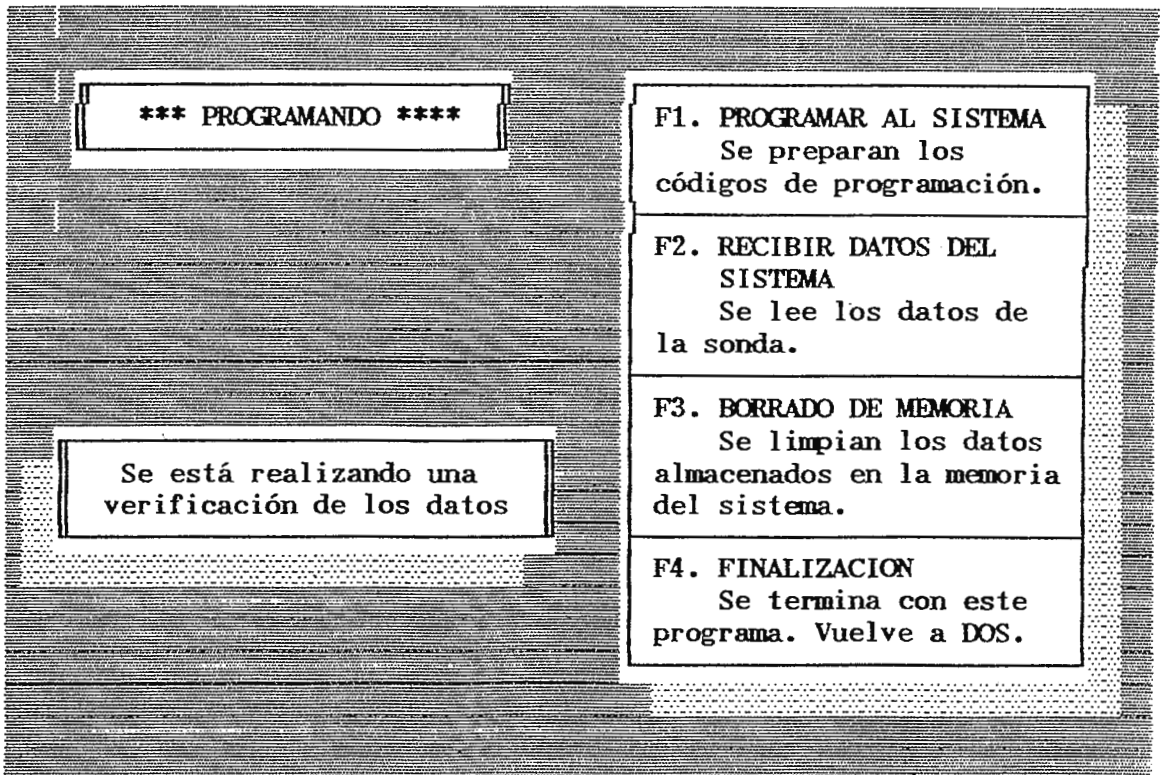 *** PROGRAMANDO ****
Se está realizando una
verificación de los datos
F1. PROGRAMAR AL SISTEMA
Se preparan los
códigos de programación.
F2. RECIBIR DATOS DEL
SISTEMA
Se lee los datos de
la sonda.
F3. BORRADO DE MEMORIA
Se limpian los datos
almacenados en la memoria
del sistema.
F4. FINALIZACION
Se termina con este
programa. Vuelve a DOS.